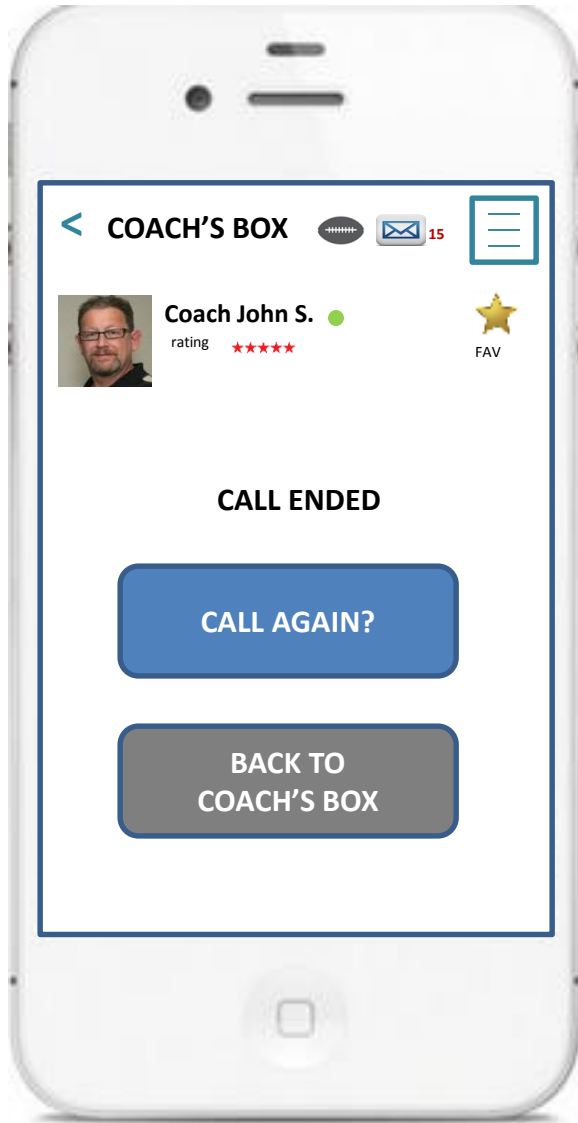 < COACH'S BOX 15
Coach John S.
rating ★★★★★
FAV
CALL ENDED
CALL AGAIN?
BACK TO
COACH'S BOX